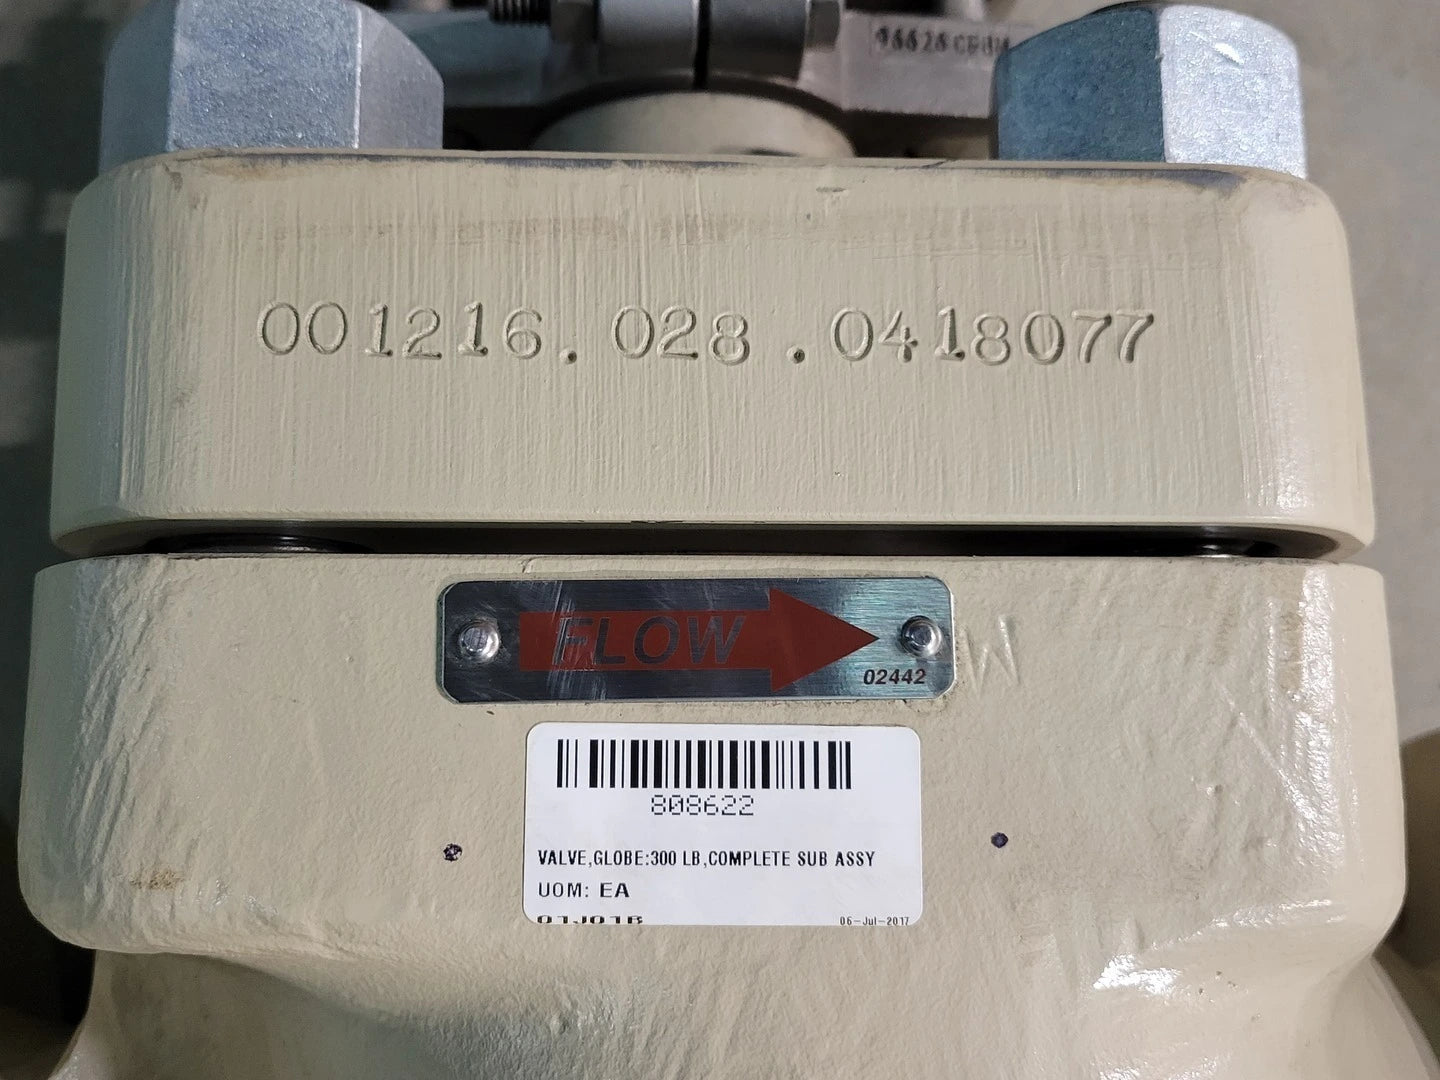 001216.028.0418077
FLOW
02442
808622
VALVE,GLOBE:300 LB,COMPLETE SUB ASSY
UOM: EA
06-Jul-2017